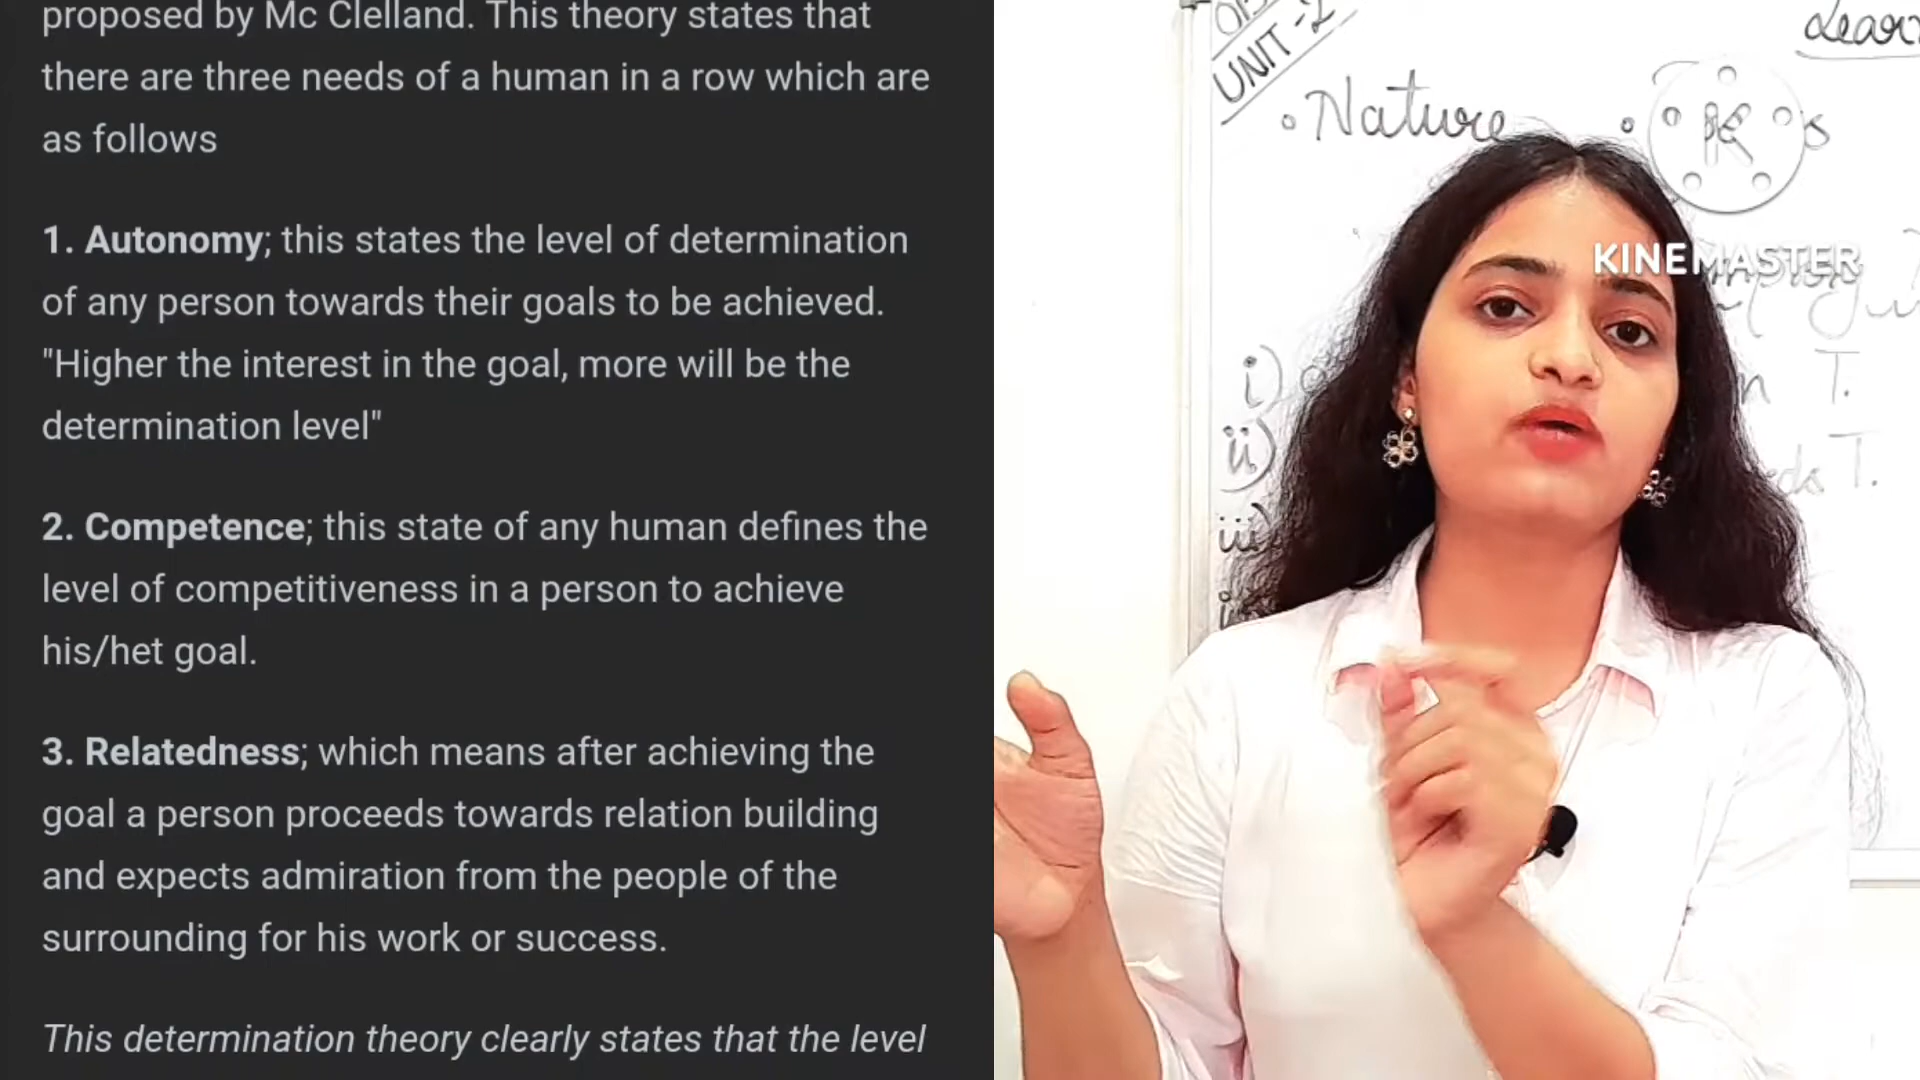 proposed by Mc Clelland. This theory states that
there are three needs of a human in a row which are
as follows
1. Autonomy; this states the level of determination
of any person towards their goals to be achieved.
"Higher the interest in the goal, more will be the
determination level"
2. Competence; this state of any human defines the
level of competitiveness in a person to achieve
his/het goal.
3. Relatedness; which means after achieving the
goal a person proceeds towards relation building
and expects admiration from the people of the
surrounding for his work or success.
This determination theory clearly states that the level
UNIT-2
Nature
K
KINEMASTER
i)
n T.
ii)
ds T.
iii)